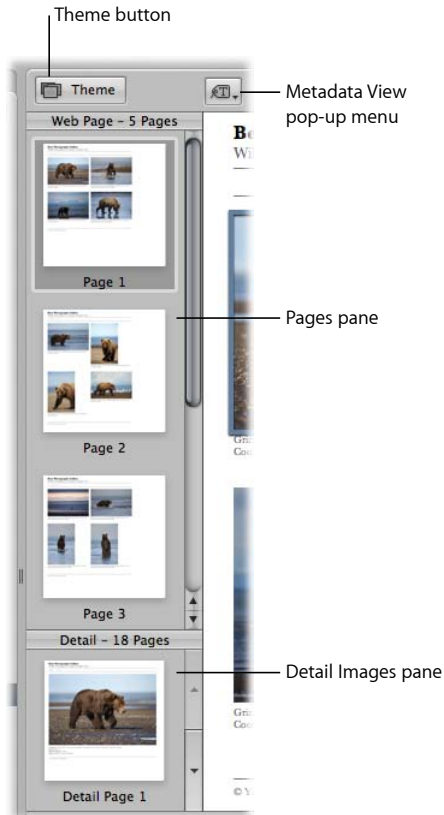 Theme button
Theme
Metadata View
pop-up menu
Web Page – 5 Pages
Page 1
Pages pane
Page 2
Page 3
Detail – 18 Pages
Detail Images pane
Detail Page 1